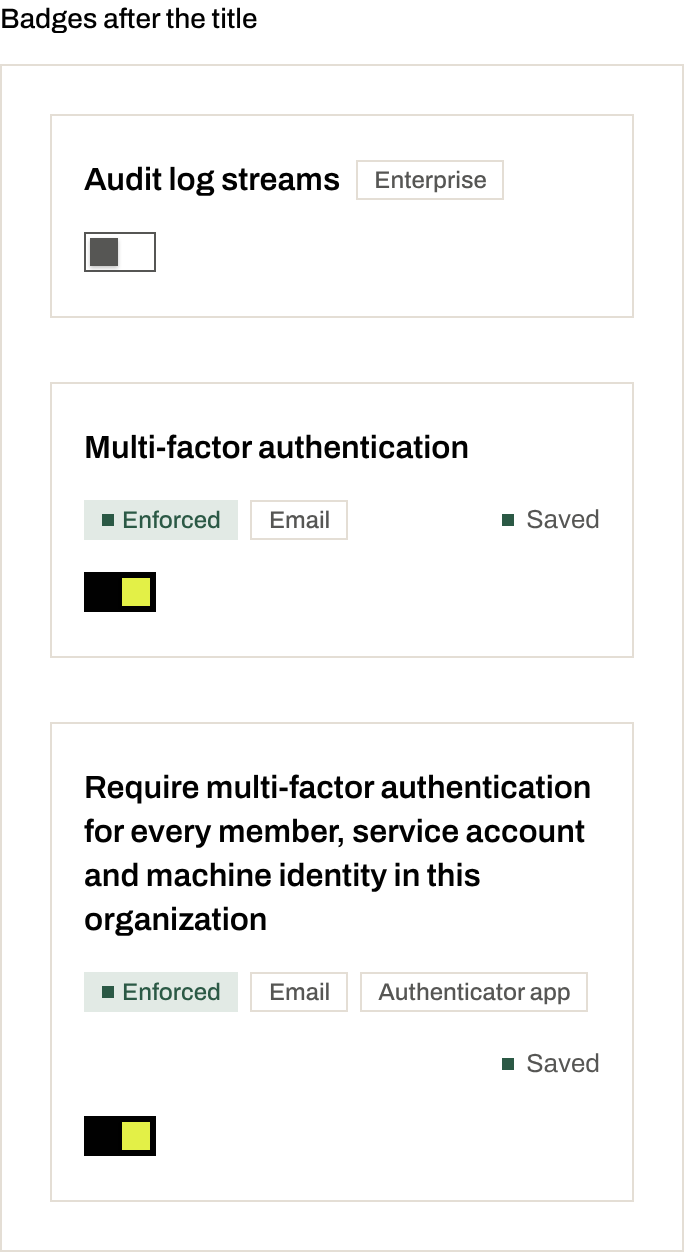 Badges after the title
Audit log streams Enterprise
Multi-factor authentication
Enforced Email Saved
Require multi-factor authentication
for every member, service account
and machine identity in this
organization
Enforced Email Authenticator app
Saved